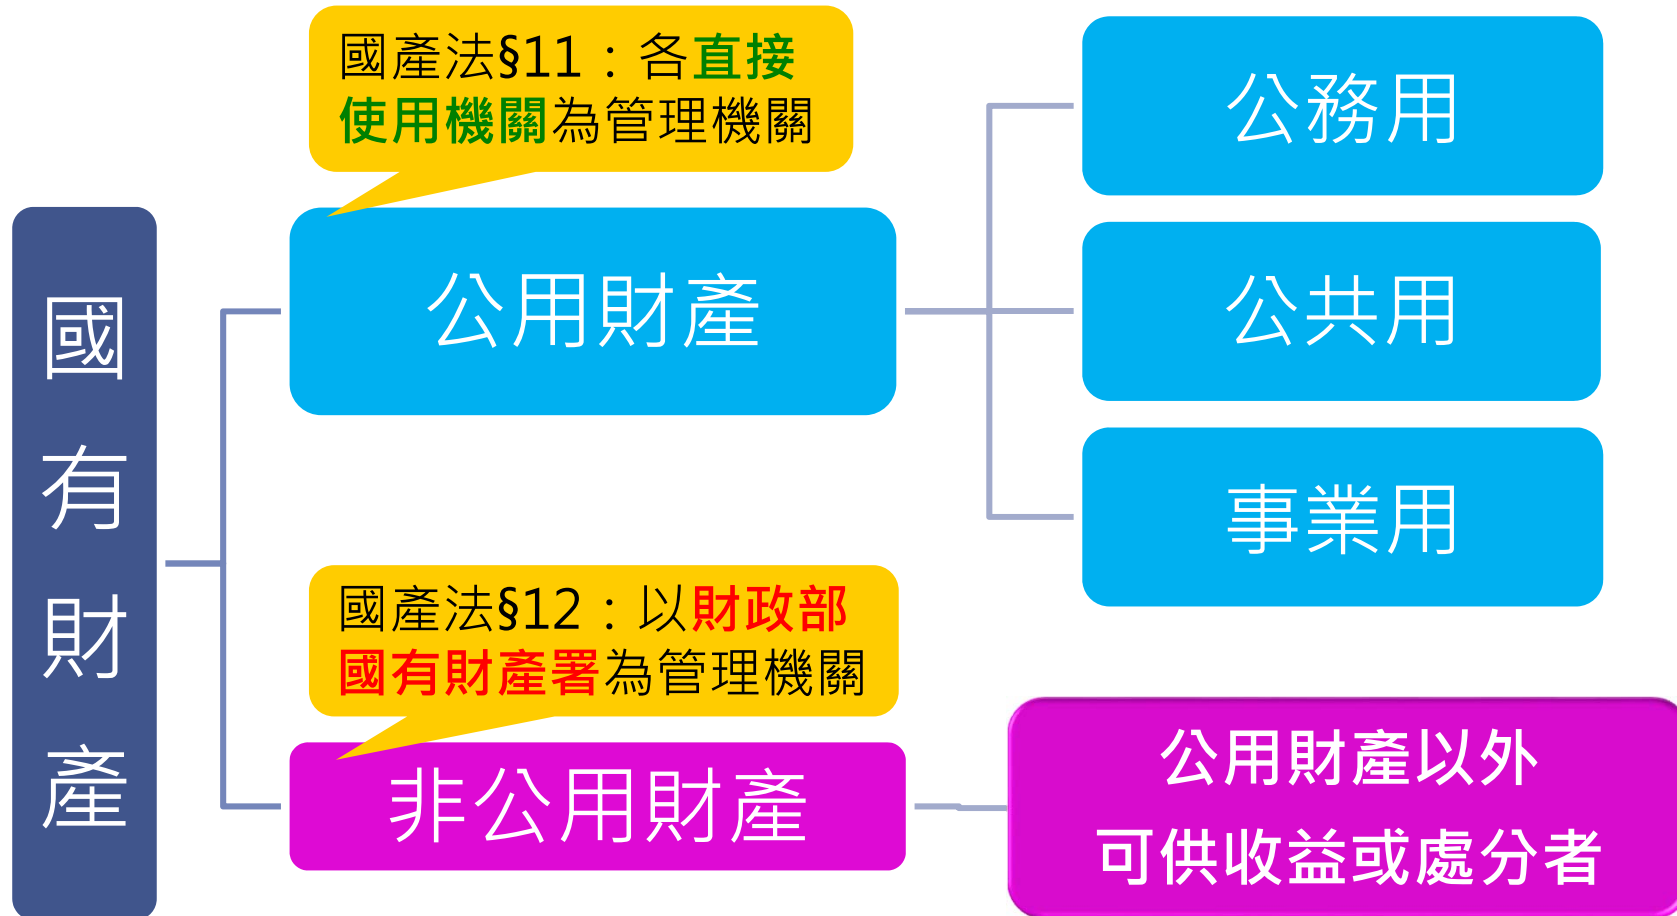 國有財產
國產法§11：各直接
使用機關為管理機關
公用財產
公務用
公共用
事業用
國產法§12：以財政部
國有財產署為管理機關
非公用財產
公用財產以外
可供收益或處分者